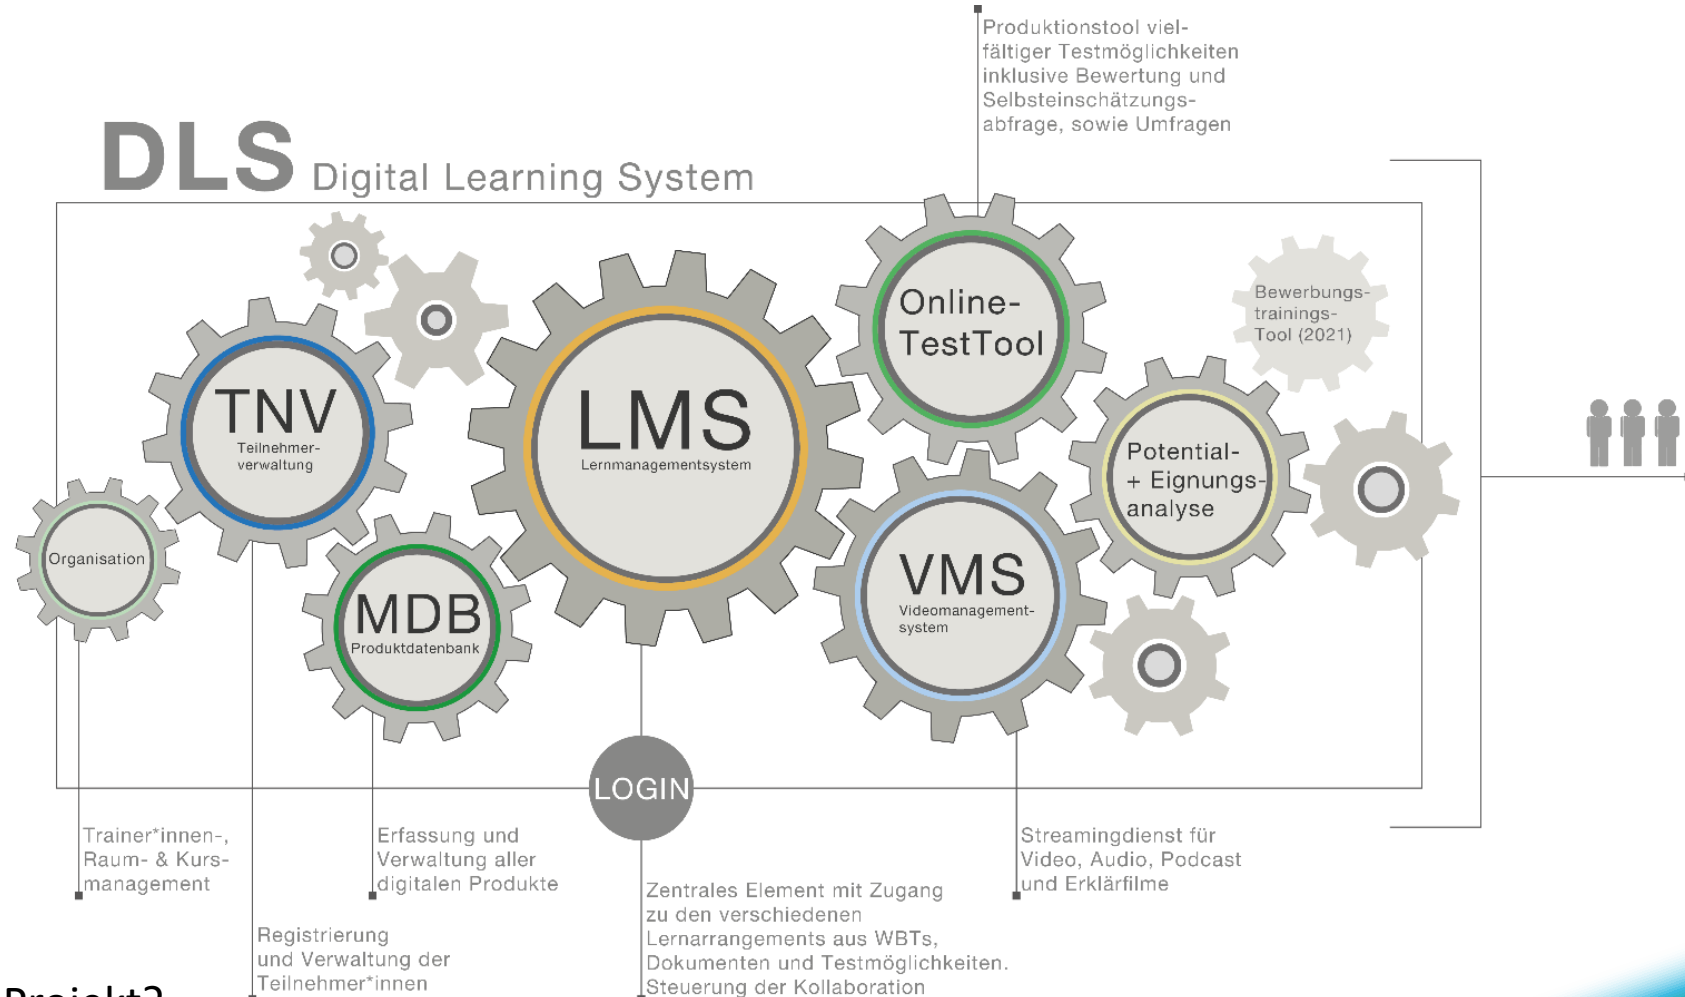 Produktionstool viel-
fältiger Testmöglichkeiten
inklusive Bewertung und
Selbsteinschätzungs-
abfrage, sowie Umfragen
DLS Digital Learning System
Online-
TestTool
Bewerbungs-
trainings-
Tool (2021)
TNV
Teilnehmer-
verwaltung
LMS
Lernmanagementsystem
Potential-
+ Eignungs-
analyse
Organisation
MDB
Produktdatenbank
VMS
Videomanagement-
system
LOGIN
Trainer*innen-,
Raum- & Kurs-
management
Erfassung und
Verwaltung aller
digitalen Produkte
Streamingdienst für
Video, Audio, Podcast
und Erklärfilme
Registrierung
und Verwaltung der
Teilnehmer*innen
Zentrales Element mit Zugang
zu den verschiedenen
Lernarrangements aus WBTs,
Dokumenten und Testmöglichkeiten.
Steuerung der Kollaboration
Projekt?